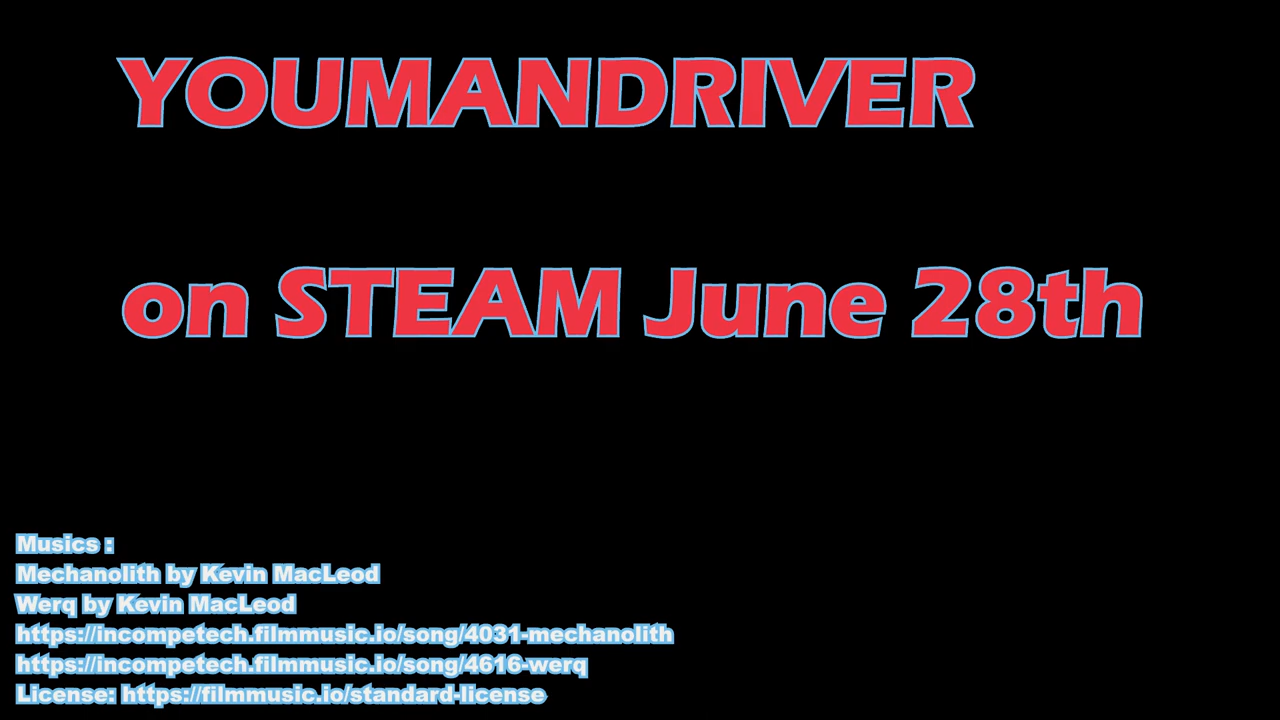 YOUMANDRIVER
on STEAM June 28th
Musics :
Mechanolith by Kevin MacLeod
Werq by Kevin MacLeod
https://incompetech.filmmusic.io/song/4031-mechanolith
https://incompetech.filmmusic.io/song/4616-werq
License: https://filmmusic.io/standard-license